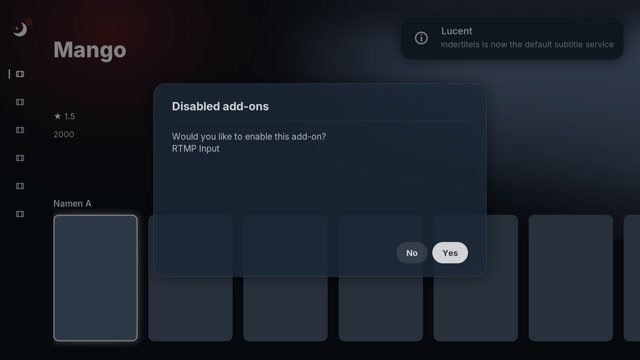 Mango
Lucent
indertitels is now the default subtitle service
Disabled add-ons
★ 1.5
Would you like to enable this add-on?
2000
RTMP Input
Namen A
No
Yes